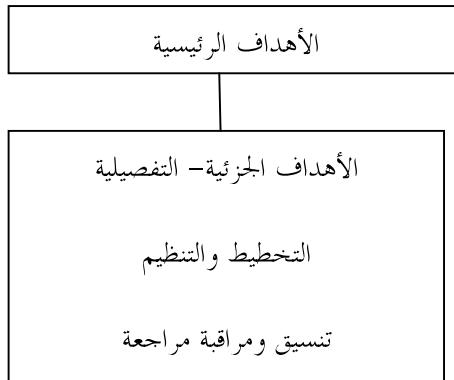 الأهداف الرئيسية
الأهداف الجزئية– التفصيلية
التخطيط والتنظيم
تنسيق ومراقبة مراجعة